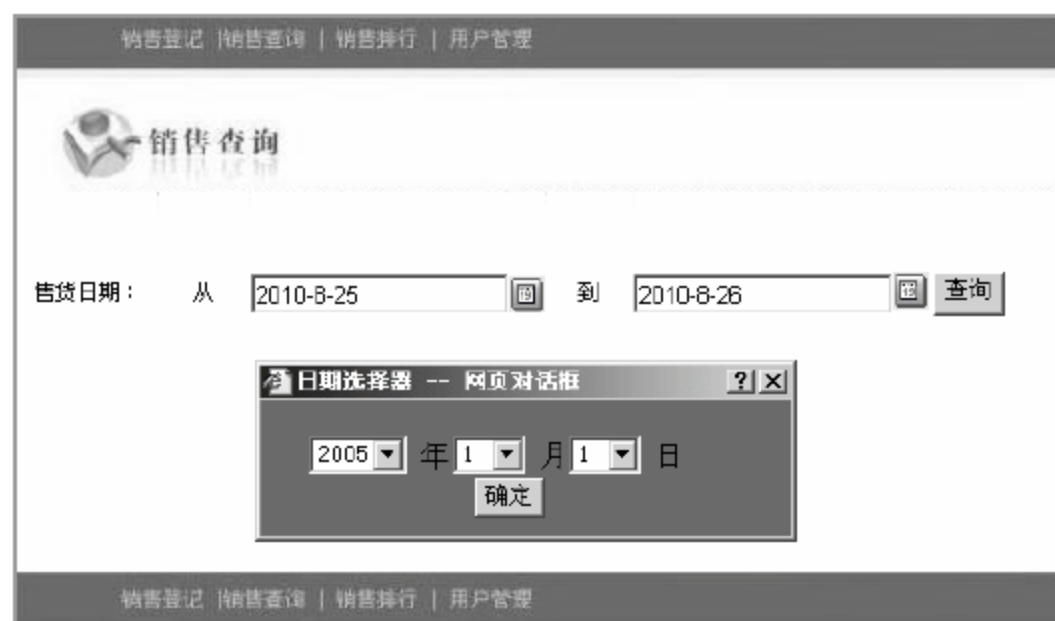 销售登记 |销售查询 | 销售排行 | 用户管理
销售查询
售货日期： 从 2010-8-25 到 2010-8-26 查询
日期选择器 -- 网页对话框
2005 年 1 月 1 日
确定
销售登记 |销售查询 | 销售排行 | 用户管理